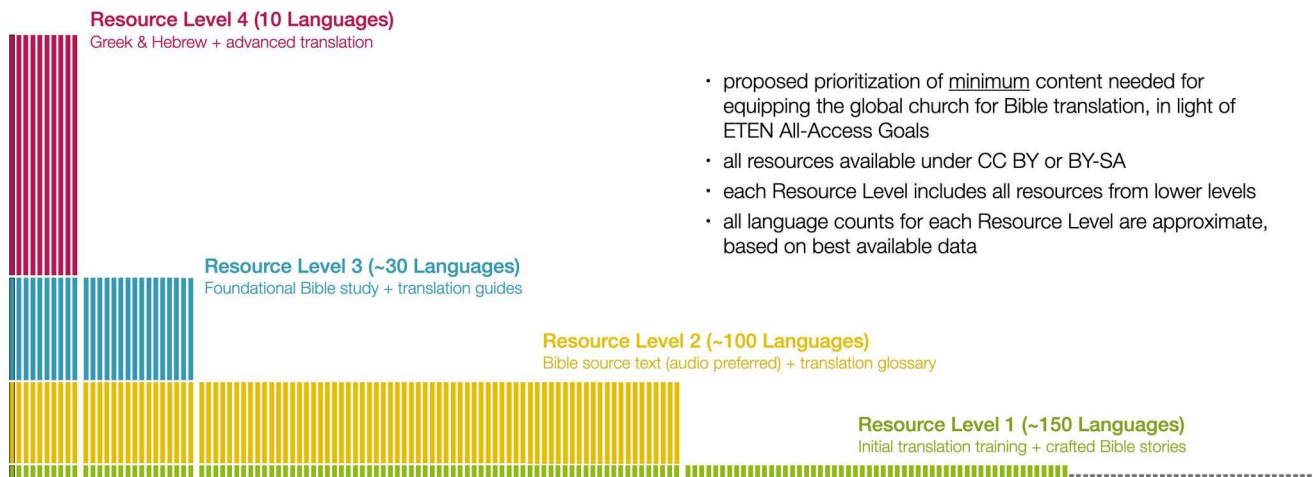 Resource Level 4 (10 Languages)
Greek & Hebrew + advanced translation
• proposed prioritization of minimum content needed for
equipping the global church for Bible translation, in light of
ETEN All-Access Goals
• all resources available under CC BY or BY-SA
• each Resource Level includes all resources from lower levels
• all language counts for each Resource Level are approximate,
based on best available data
Resource Level 3 (~30 Languages)
Foundational Bible study + translation guides
Resource Level 2 (~100 Languages)
Bible source text (audio preferred) + translation glossary
Resource Level 1 (~150 Languages)
Initial translation training + crafted Bible stories